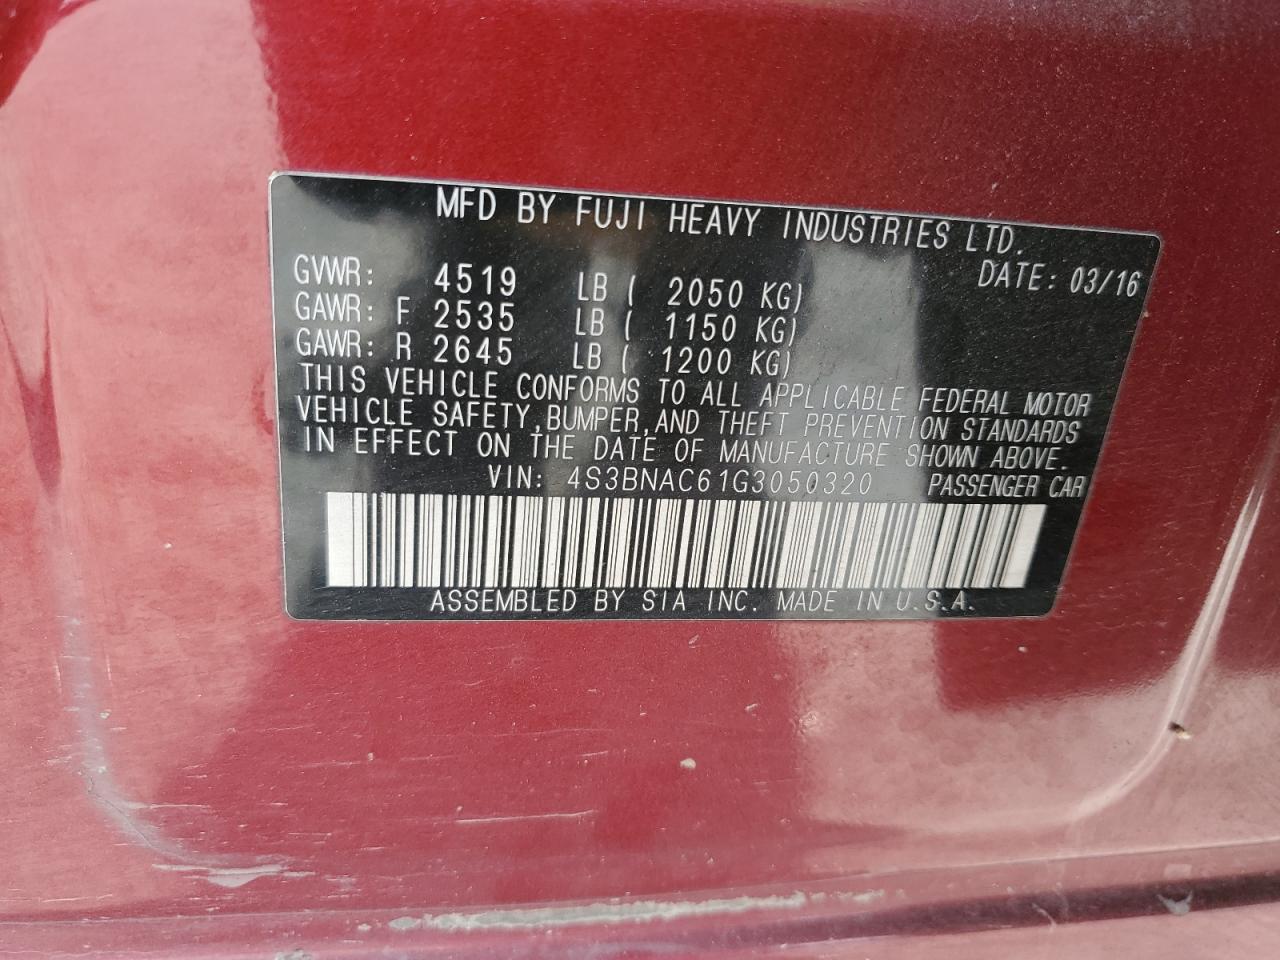 MFD BY FUJI HEAVY INDUSTRIES LTD.
DATE: 03/16
GVWR: 4519 LB ( 2050 KG)
GAWR: F 2535 LB ( 1150 KG)
GAWR: R 2645 LB ( 1200 KG)
THIS VEHICLE CONFORMS TO ALL APPLICABLE FEDERAL MOTOR
VEHICLE SAFETY,BUMPER,AND THEFT PREVENTION STANDARDS
IN EFFECT ON THE DATE OF MANUFACTURE SHOWN ABOVE.
VIN: 4S3BNAC61G3050320 PASSENGER CAR
ASSEMBLED BY SIA INC. MADE IN U.S.A.